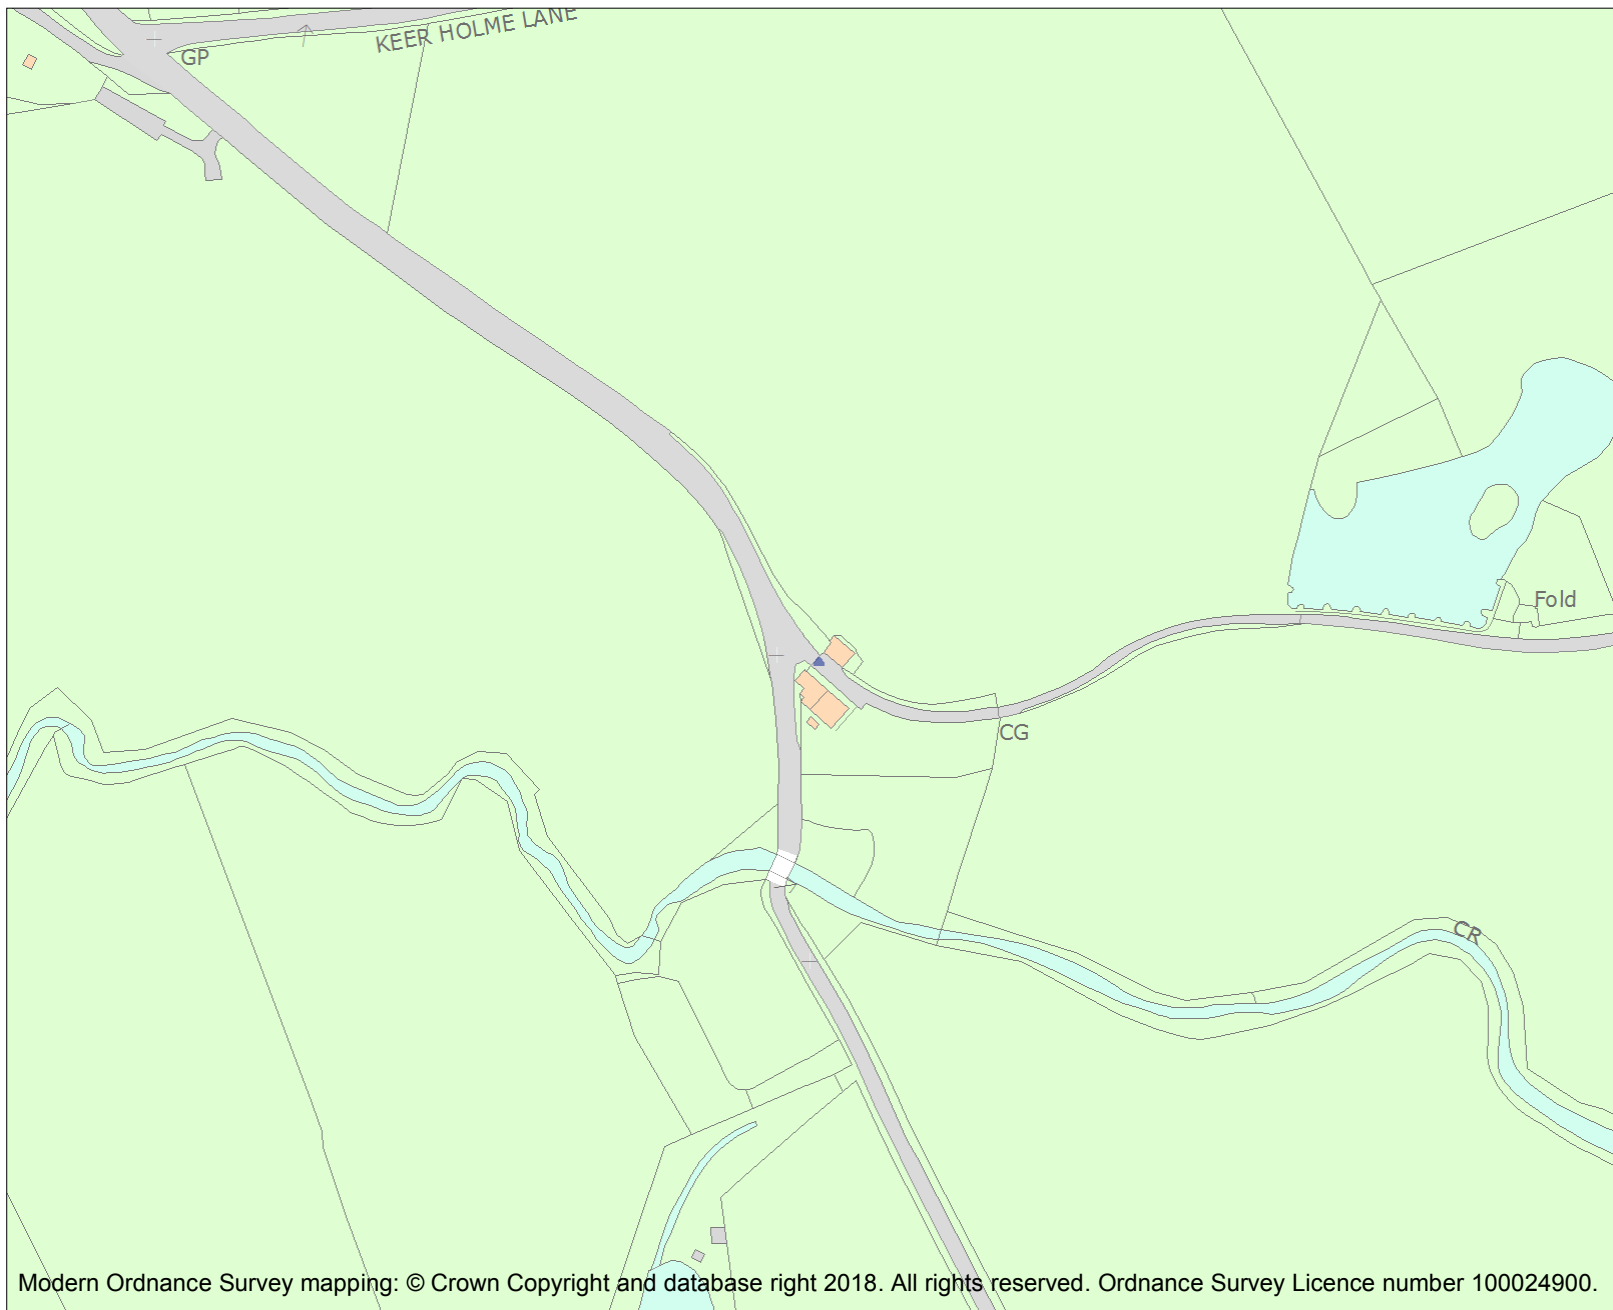 KEER HOLME LANE
GP
Fold
CG
CR
Modern Ordnance Survey mapping: © Crown Copyright and database right 2018. All rights reserved. Ordnance Survey Licence number 100024900.